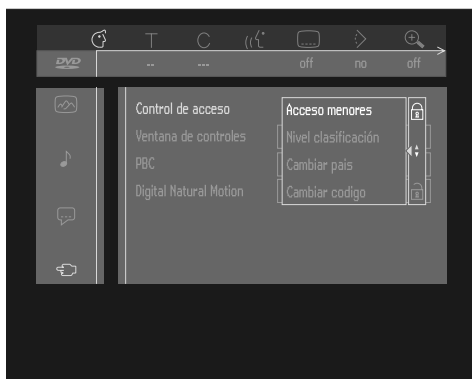 T C
DVD -- --- off no off
Control de acceso
Ventana de controles
PBC
Digital Natural Motion
Acceso menores
Nivel clasificación
Cambiar pais
Cambiar codigo